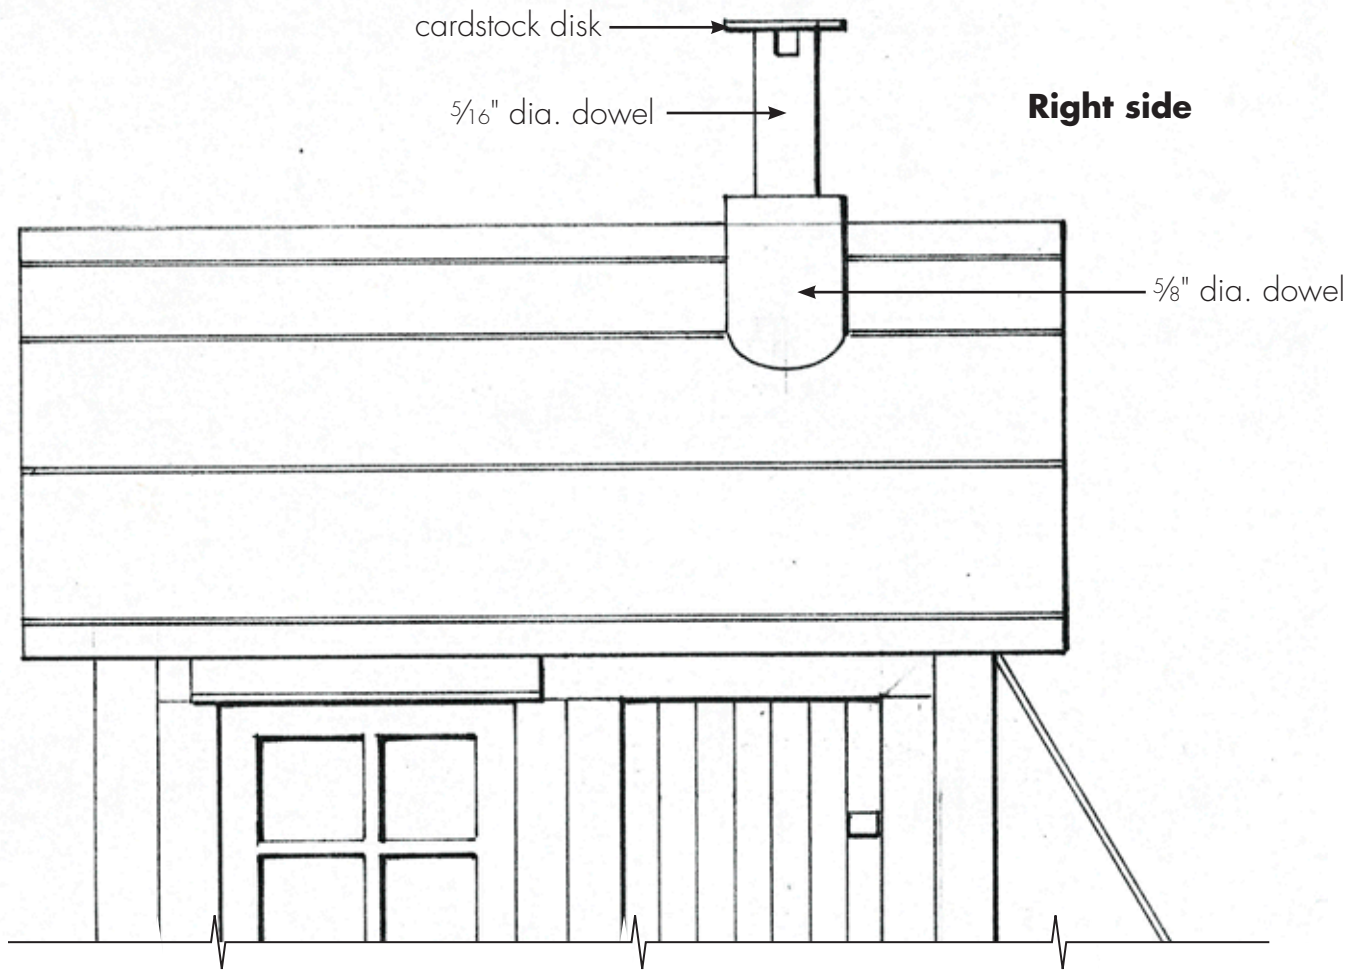 cardstock disk
5/16" dia. dowel
Right side
5/8" dia. dowel